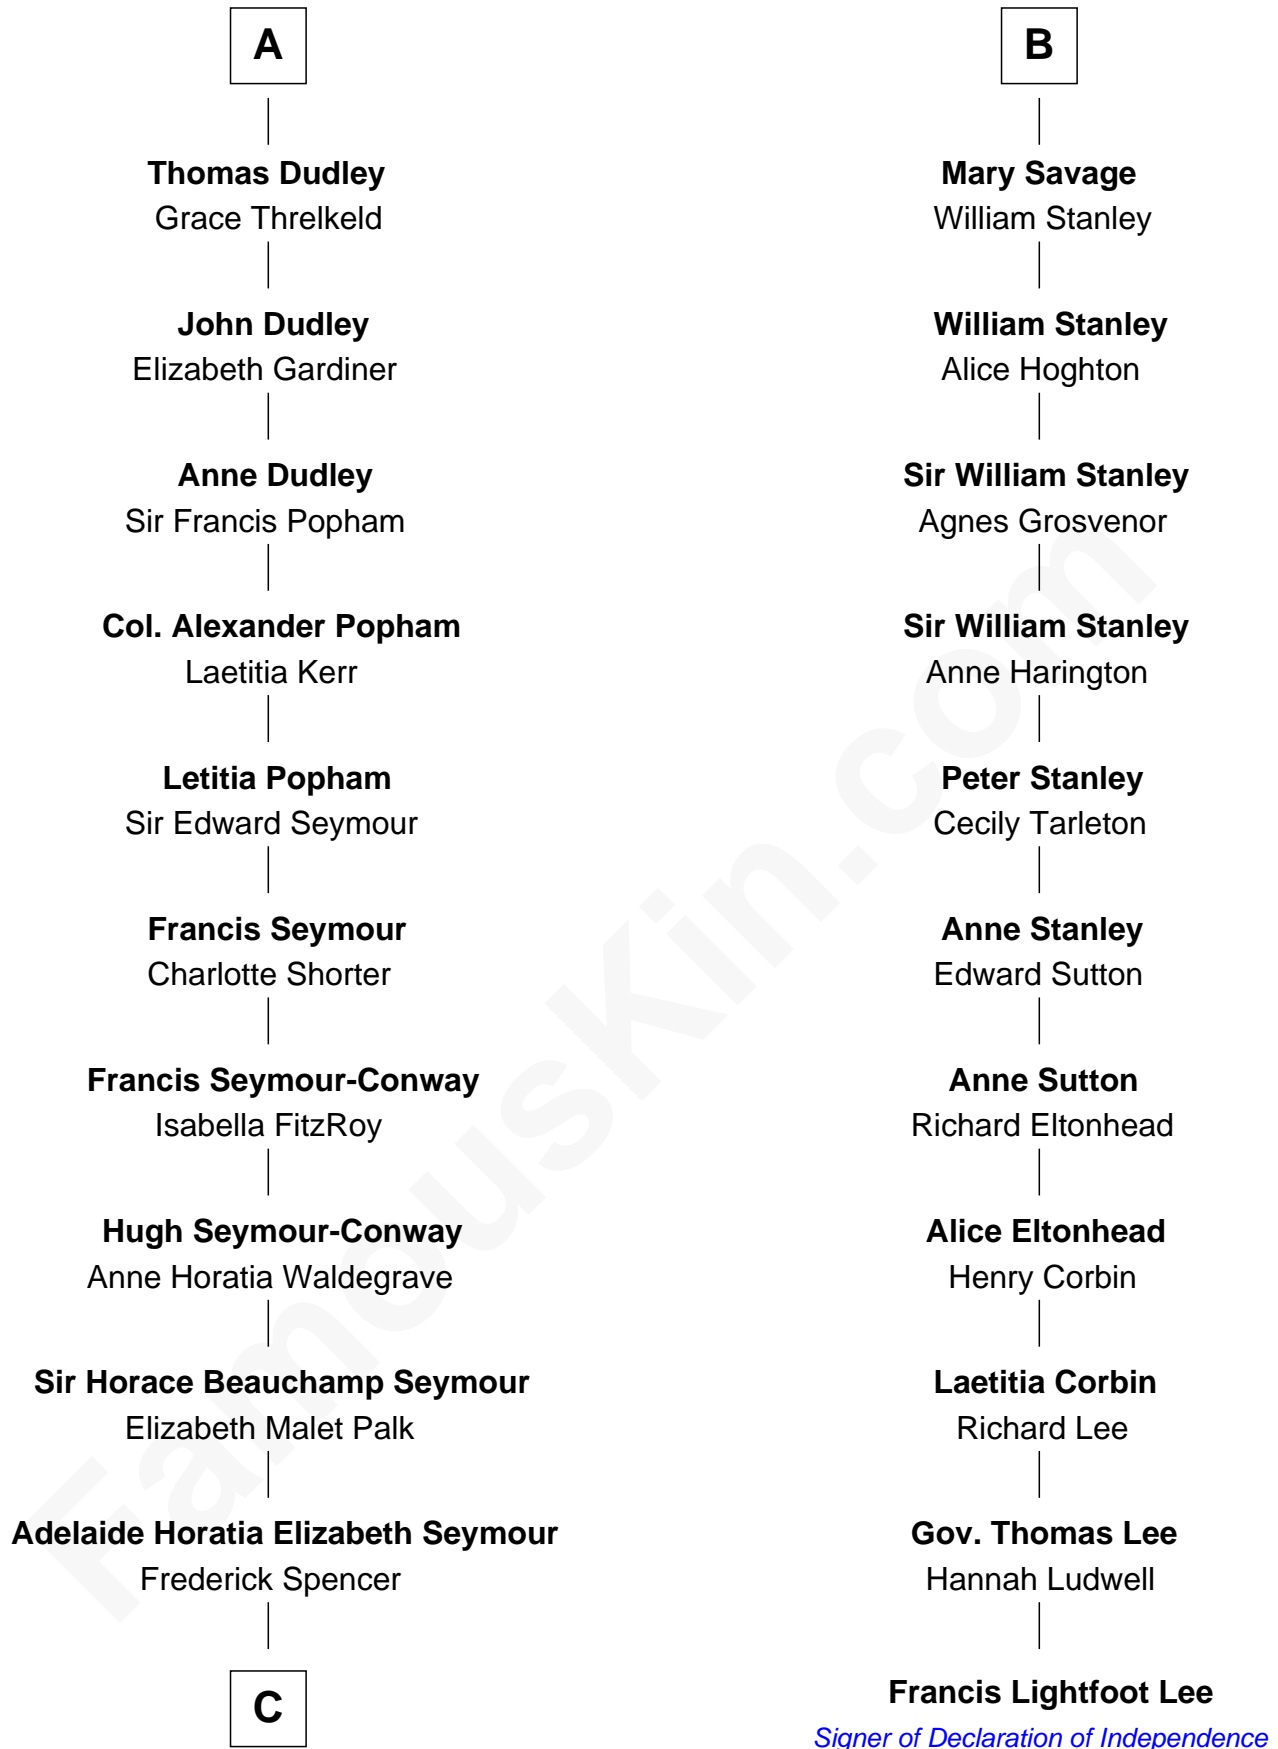 A
Thomas Dudley
Grace Threlkeld
John Dudley
Elizabeth Gardiner
Anne Dudley
Sir Francis Popham
Col. Alexander Popham
Laetitia Kerr
Letitia Popham
Sir Edward Seymour
Francis Seymour
Charlotte Shorter
Francis Seymour-Conway
Isabella FitzRoy
Hugh Seymour-Conway
Anne Horatia Waldegrave
Sir Horace Beauchamp Seymour
Elizabeth Malet Palk
Adelaide Horatia Elizabeth Seymour
Frederick Spencer
C
B
Mary Savage
William Stanley
William Stanley
Alice Hoghton
Sir William Stanley
Agnes Grosvenor
Sir William Stanley
Anne Harington
Peter Stanley
Cecily Tarleton
Anne Stanley
Edward Sutton
Anne Sutton
Richard Eltonhead
Alice Eltonhead
Henry Corbin
Laetitia Corbin
Richard Lee
Gov. Thomas Lee
Hannah Ludwell
Francis Lightfoot Lee
Signer of Declaration of Independence
FamousKin.com